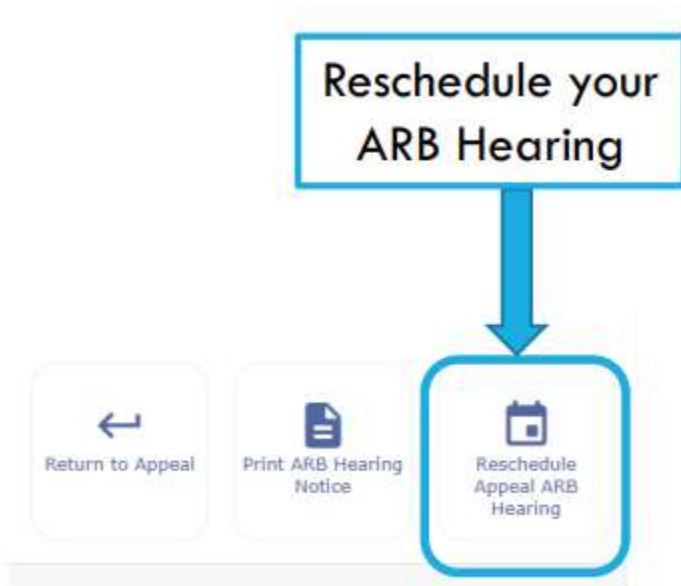 Reschedule your
ARB Hearing
Return to Appeal
Print ARB Hearing
Notice
Reschedule
Appeal ARB
Hearing